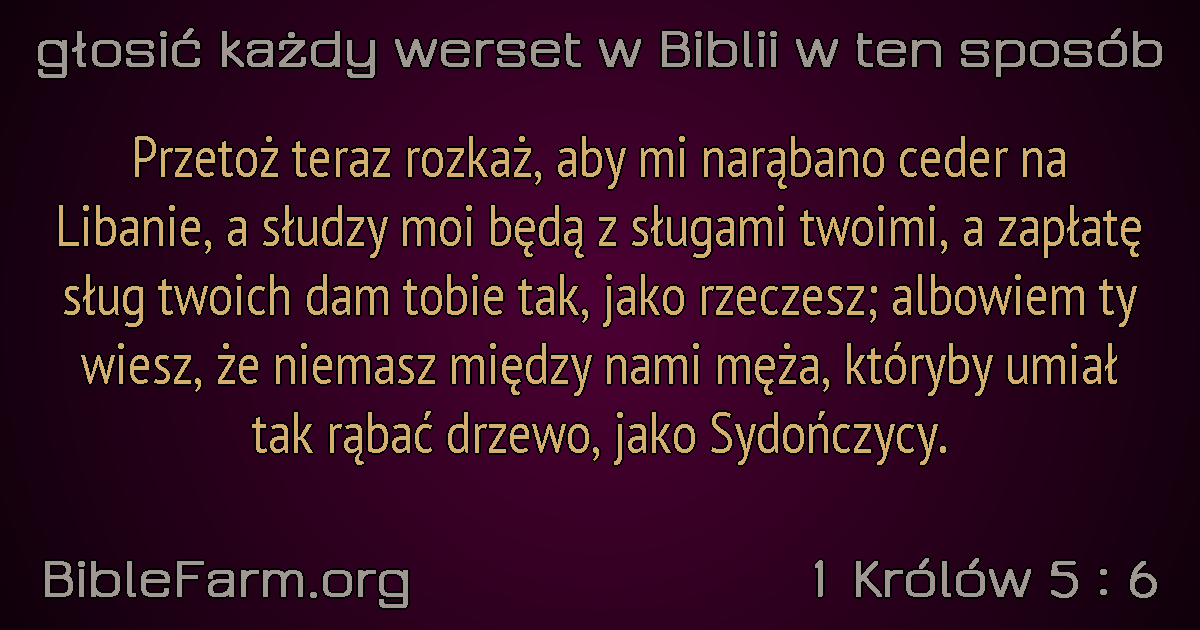 głosić każdy werset w Biblii w ten sposób
Przetoż teraz rozkaż, aby mi narąbano ceder na
Libanie, a słudzy moi będą z sługami twoimi, a zapłatę
sług twoich dam tobie tak, jako rzeczesz; albowiem ty
wiesz, że niemasz między nami męża, któryby umiał
tak rąbać drzewo, jako Sydończycy.
BibleFarm.org
1 Królów 5 : 6